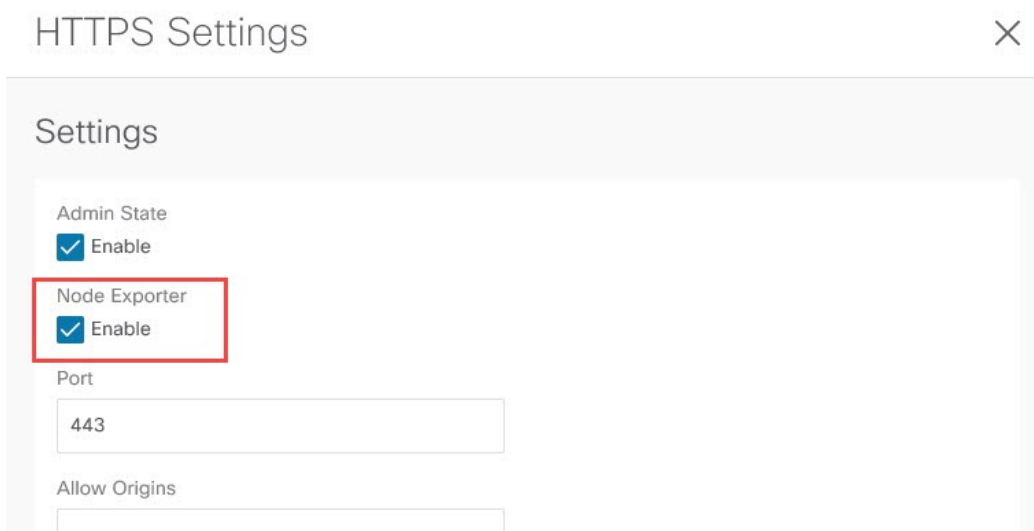 HTTPS Settings
Settings
Admin State
Enable
Node Exporter
Enable
Port
443
Allow Origins